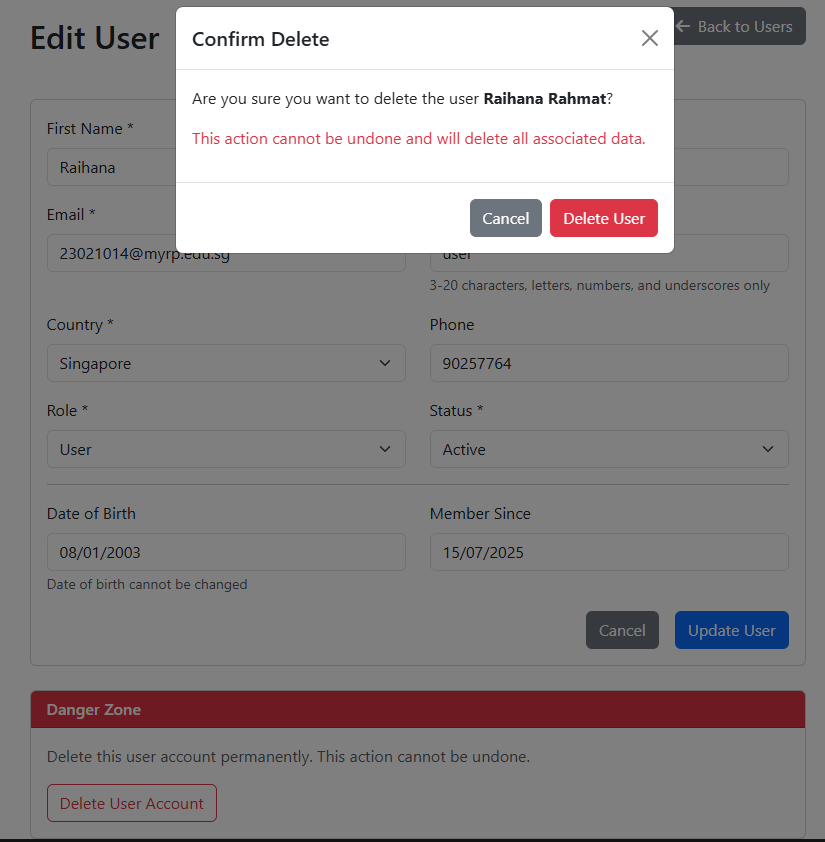 Edit User
Back to Users
Confirm Delete
Are you sure you want to delete the user Raihana Rahmat?
This action cannot be undone and will delete all associated data.
Cancel
Delete User
First Name *
Raihana
Email *
23021014@myrp.edu.sg
user
3-20 characters, letters, numbers, and underscores only
Country *
Phone
Singapore
90257764
Role *
Status *
User
Active
Date of Birth
Member Since
08/01/2003
15/07/2025
Date of birth cannot be changed
Cancel
Update User
Danger Zone
Delete this user account permanently. This action cannot be undone.
Delete User Account